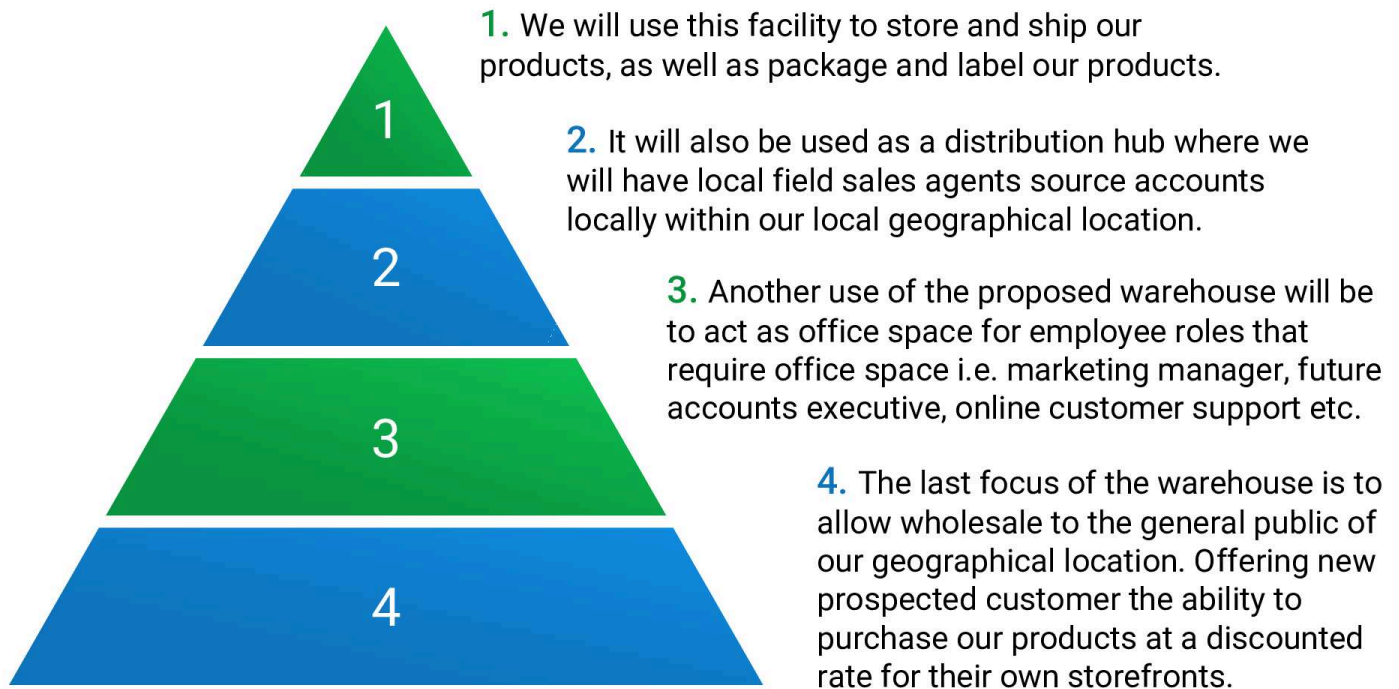 1. We will use this facility to store and ship our
products, as well as package and label our products.
1
2. It will also be used as a distribution hub where we
will have local field sales agents source accounts
locally within our local geographical location.
2
3. Another use of the proposed warehouse will be
to act as office space for employee roles that
require office space i.e. marketing manager, future
accounts executive, online customer support etc.
3
4. The last focus of the warehouse is to
allow wholesale to the general public of
our geographical location. Offering new
prospected customer the ability to
purchase our products at a discounted
rate for their own storefronts.
4